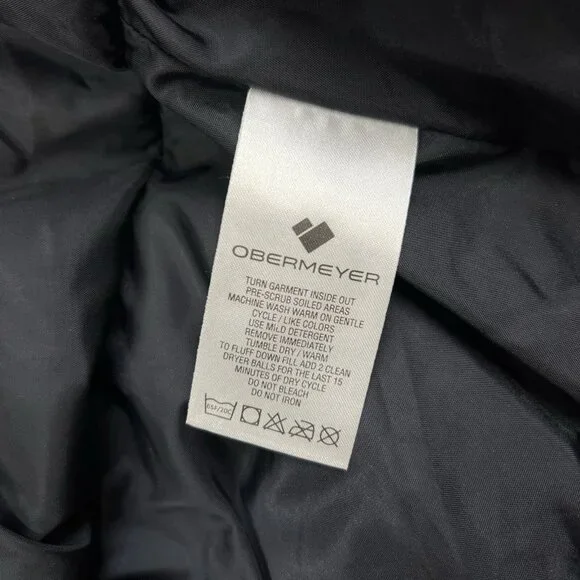 OBERMEYER
TURN GARMENT INSIDE OUT
PRE-SCRUB SOILED AREAS
MACHINE WASH WARM ON GENTLE
CYCLE / LIKE COLORS
USE MILD DETERGENT
REMOVE IMMEDIATELY
TUMBLE DRY / WARM
TO FLUFF DOWN FILL ADD 2 CLEAN
DRYER BALLS FOR THE LAST 15
MINUTES OF DRY CYCLE
DO NOT BLEACH
DO NOT IRON